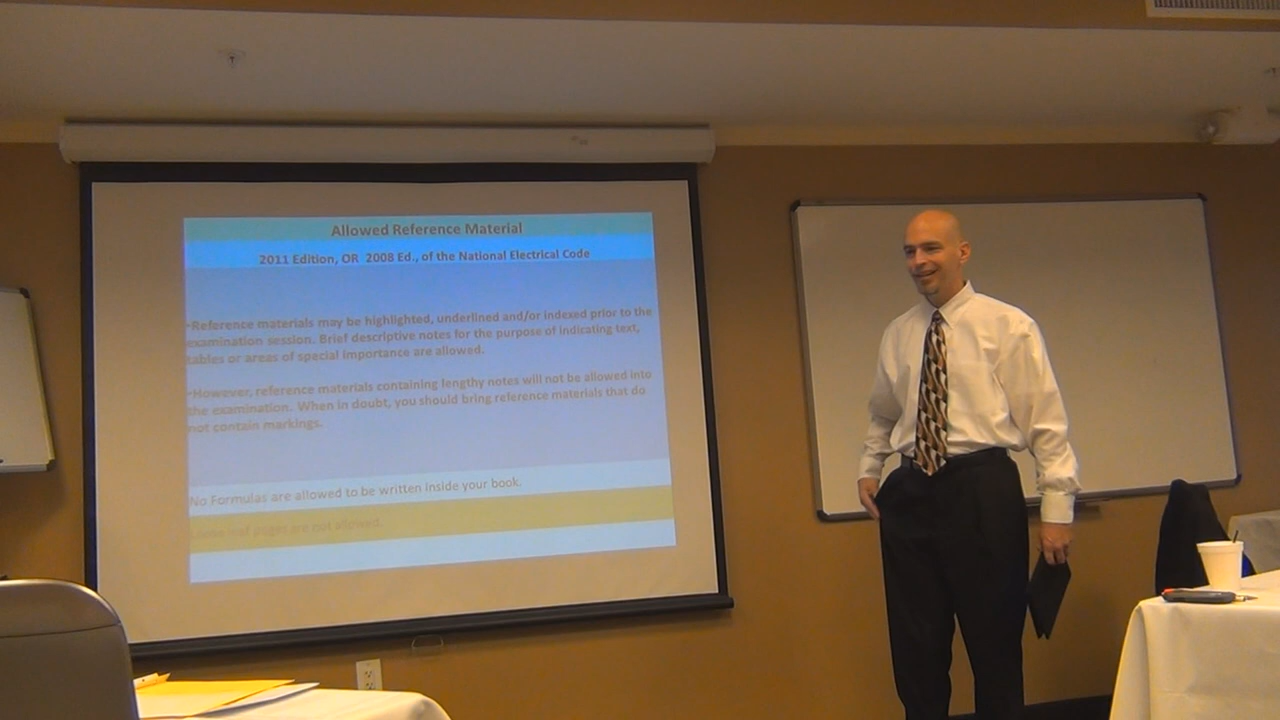 Allowed Reference Material
2011 Edition, OR 2008 Ed., of the National Electrical Code
•Reference materials may be highlighted, underlined and/or indexed prior to the
examination session. Brief descriptive notes for the purpose of indicating text,
tables or areas of special importance are allowed.
•However, reference materials containing lengthy notes will not be allowed into
the examination. When in doubt, you should bring reference materials that do
not contain markings.
No Formulas are allowed to be written inside your book.
pages are not allowed.